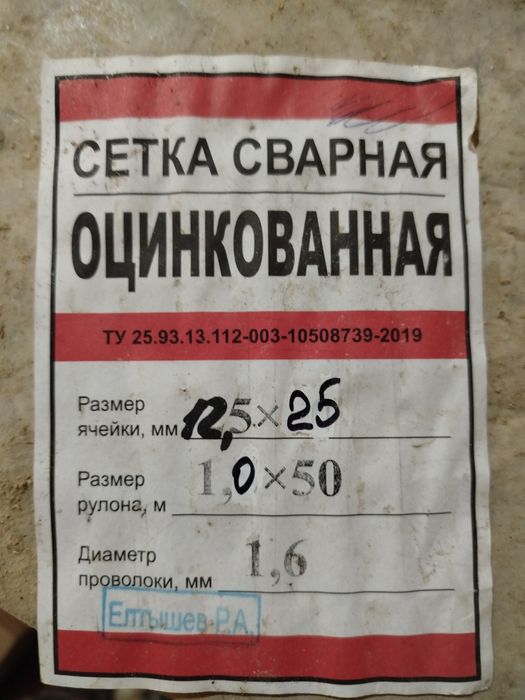 СЕТКА СВАРНАЯ
ОЦИНКОВАННАЯ
ТУ 25.93.13.112-003-10508739-2019
Размер
ячейки, мм 12,5×25
Размер
рулона, м 1,0×50
Диаметр
проволоки, мм 1,6
Елтышев Р.А.